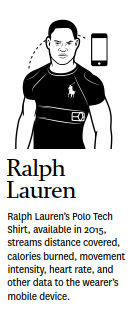 Ralph
Lauren
Ralph Lauren's Polo Tech
Shirt, available in 2015,
streams distance covered,
calories burned, movement
intensity, heart rate, and
other data to the wearer's
mobile device.